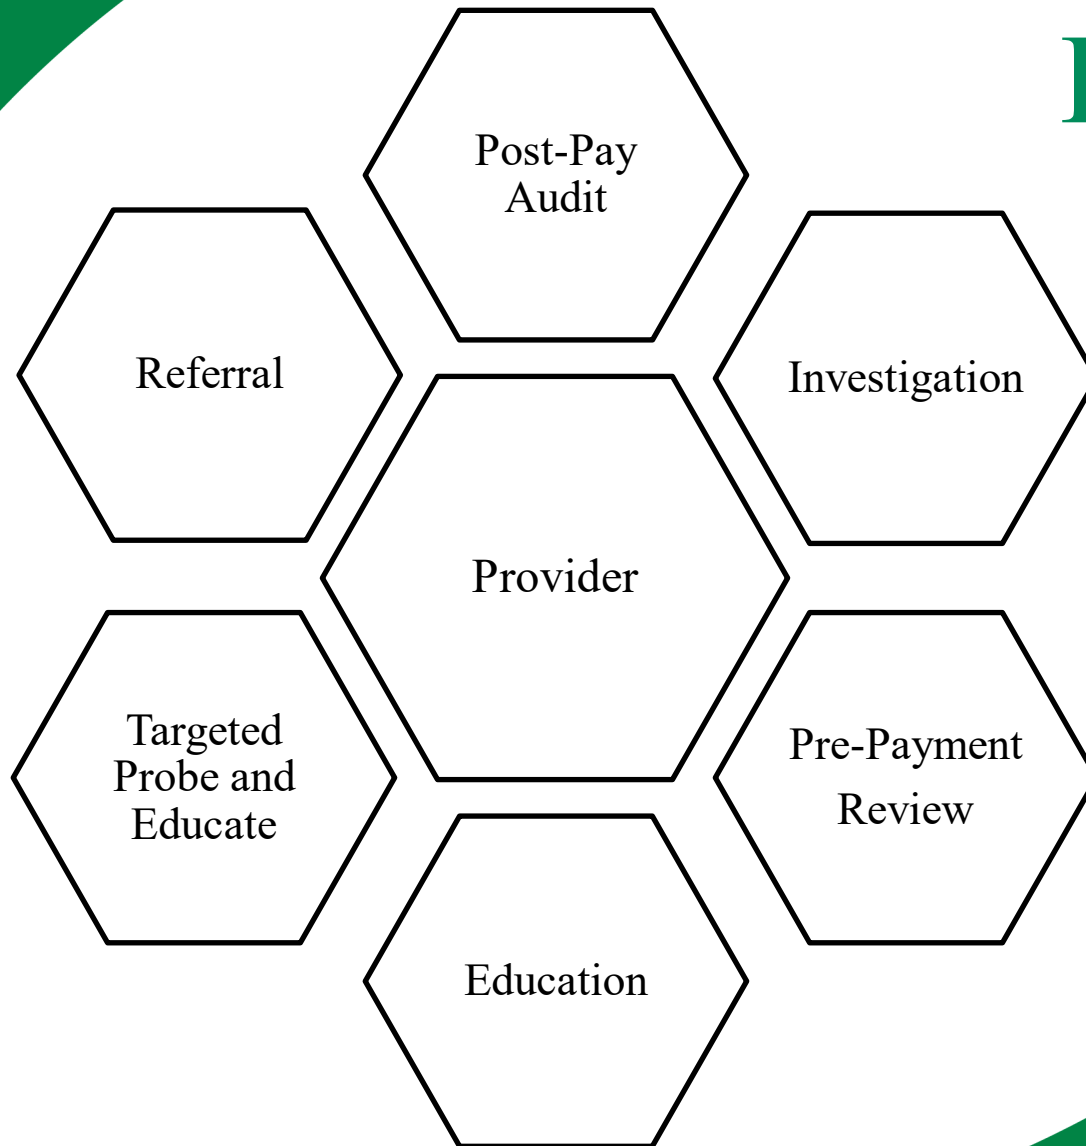 Post-Pay
Audit
Referral
Investigation
Provider
Targeted
Probe and
Educate
Pre-Payment
Review
Education